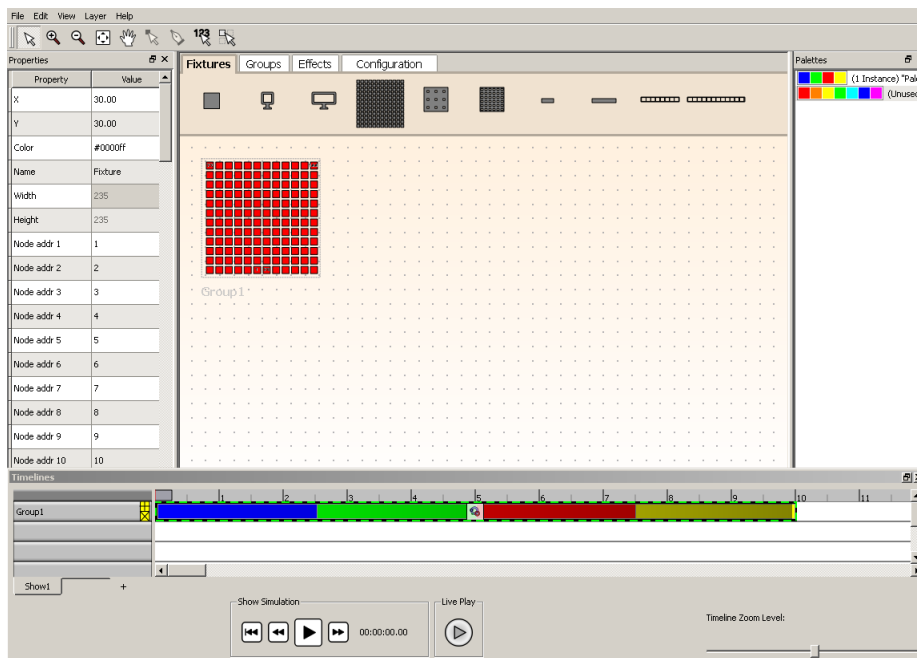 File Edit View Layer Help
123
Properties
Property Value
X 30.00
Y 30.00
Color #0000ff
Name Fixture
Width 235
Height 235
Node addr 1 1
Node addr 2 2
Node addr 3 3
Node addr 4 4
Node addr 5 5
Node addr 6 6
Node addr 7 7
Node addr 8 8
Node addr 9 9
Node addr 10 10
Fixtures Groups Effects Configuration
Group1
Palettes
(1 Instance) "Pal
(Unused
Timelines
1 2 3 4 5 6 7 8 9 10 11
Group1
Show1 +
Show Simulation
00:00:00.00
Live Play
Timeline Zoom Level: